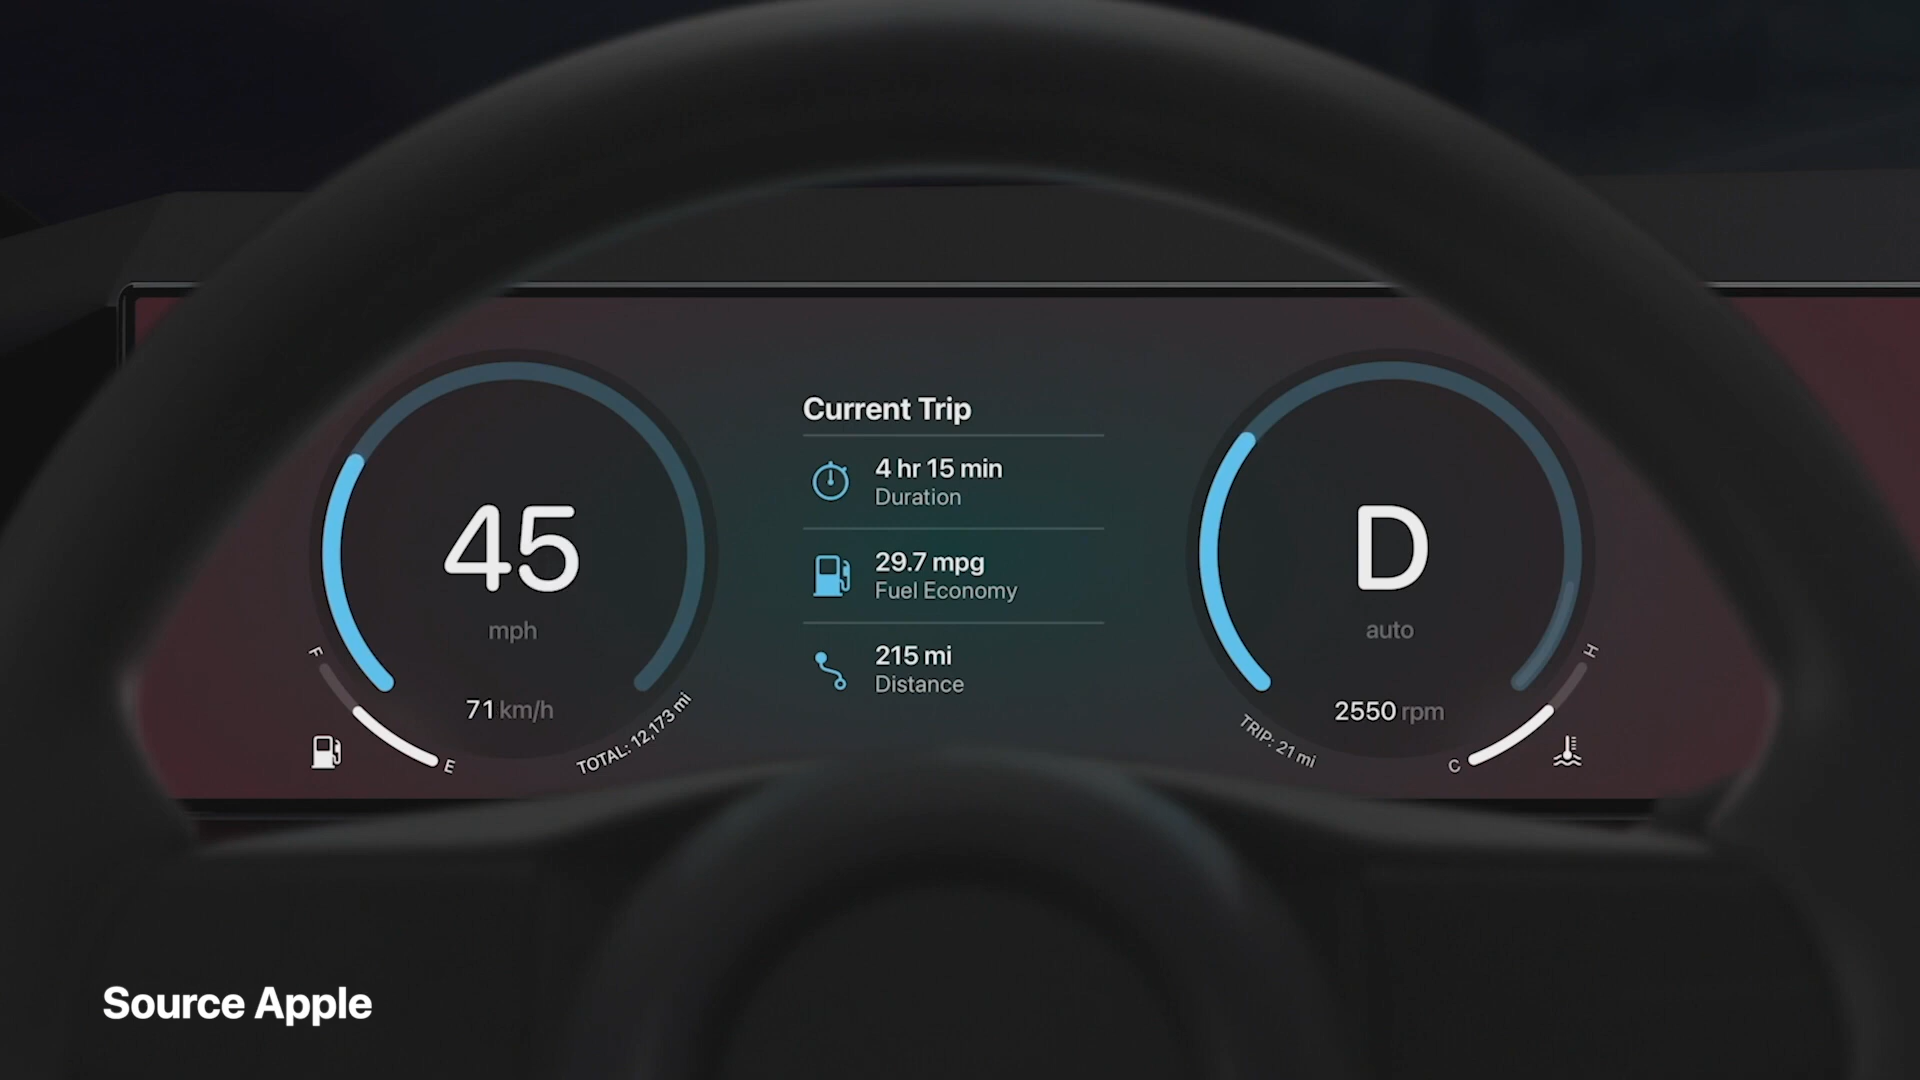 Current Trip
4 hr 15 min
Duration
29.7 mpg
Fuel Economy
215 mi
Distance
45
mph
71 km/h
F
E
TOTAL: 12,173 mi
D
auto
2550 rpm
TRIP: 21 mi
C
H
Source Apple